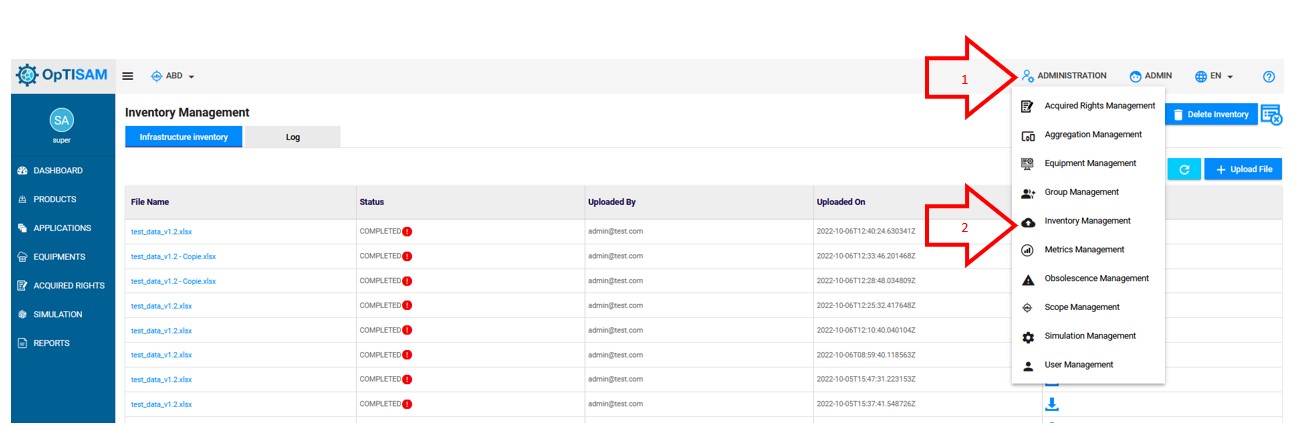 OpTISAM ABD ADMINISTRATION ADMIN EN
1
SA
super
DASHBOARD
PRODUCTS
APPLICATIONS
EQUIPMENTS
ACQUIRED RIGHTS
SIMULATION
REPORTS
Inventory Management
Infrastructure inventory Log
Delete Inventory
Upload File
Acquired Rights Management
Aggregation Management
Equipment Management
Group Management
Inventory Management
Metrics Management
Obsolescence Management
Scope Management
Simulation Management
User Management
2
File Name Status Uploaded By Uploaded On
test_data_v1.2.xlsx COMPLETED admin@test.com 2022-10-06T12:40:24.630341Z
test_data_v1.2 - Copie.xlsx COMPLETED admin@test.com 2022-10-06T12:33:46.201468Z
test_data_v1.2 - Copie.xlsx COMPLETED admin@test.com 2022-10-06T12:28:48.034809Z
test_data_v1.2.xlsx COMPLETED admin@test.com 2022-10-06T12:25:32.417648Z
test_data_v1.2.xlsx COMPLETED admin@test.com 2022-10-06T12:10:40.040104Z
test_data_v1.2.xlsx COMPLETED admin@test.com 2022-10-06T08:59:40.118563Z
test_data_v1.2.xlsx COMPLETED admin@test.com 2022-10-05T15:47:31.223153Z
test_data_v1.2.xlsx COMPLETED admin@test.com 2022-10-05T15:37:41.548726Z